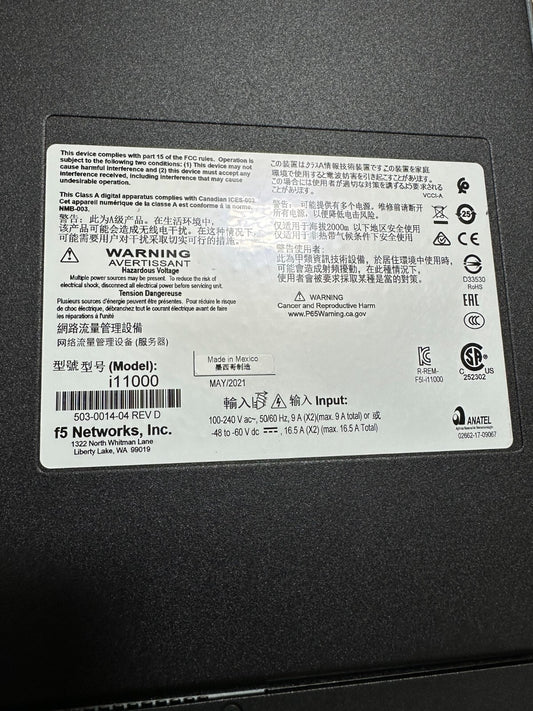 This device complies with part 15 of the FCC rules. Operation is
subject to the following two conditions: (1) This device may not
cause harmful interference and (2) this device must accept any
interference received, including interference that may cause
undesirable operation.
This Class A digital apparatus complies with Canadian ICES-003.
Cet appareil numérique de la classe A est conforme à la norme
NMB-003.
警告: 此为A级产品。在生活环境中,
该产品可能会造成无线电干扰。在这种情况下,
可能需要用户对干扰采取切实可行的措施。
WARNING
AVERTISSANT
Hazardous Voltage
Multiple power sources may be present. To reduce the risk of
electrical shock, disconnect all electrical power before servicing unit.
Tension Dangereuse
Plusieurs sources d'énergie peuvent être présentes. Pour réduire le risque
de choc électrique, débranchez tout le courant électrique avant de faire
les réparations à l'unité
網路流量管理設備
网络流量管理设备 (服务器)
型號型号 (Model):
i11000
503-0014-04 REV D
f5 Networks, Inc.
1322 North Whitman Lane
Liberty Lake, WA 99019
Made in Mexico
墨西哥制造
MAY/2021
この装置はクラスA情報技術装置ですこの装置を家庭
環境で使用すると電波妨害を引き起こすことがあります。
この場合には使用者が適切な対策を講ずるよう要求され
ることがあります。
VCCI-A
警告: 可能提供有多个电源。维修前请断开
所有电源, 以便降低电击风险。
仅适用于海拔2000m 以下地区安全使用
仅适用于非热带气候条件下安全使用
警告使用者:
此為甲類資訊技術設備, 於居住環境中使用時,
可能會造成射頻擾動, 在此種情況下,
使用者會被要求採取某種是當的對策。
WARNING
Cancer and Reproductive Harm
www.P65Warning.ca.gov
輸入 输入 Input:
100-240 V ac~, 50/60 Hz, 9 A (X2)(max. 9 A total) or 或
-48 to -60 V dc, 16.5 A (X2) (max. 16.5 A Total)
25
CE
D33530
RoHS
EAC
CCC
R-REM-
F5I-i11000
SA
C 252302
ANATEL
02662-17-09067